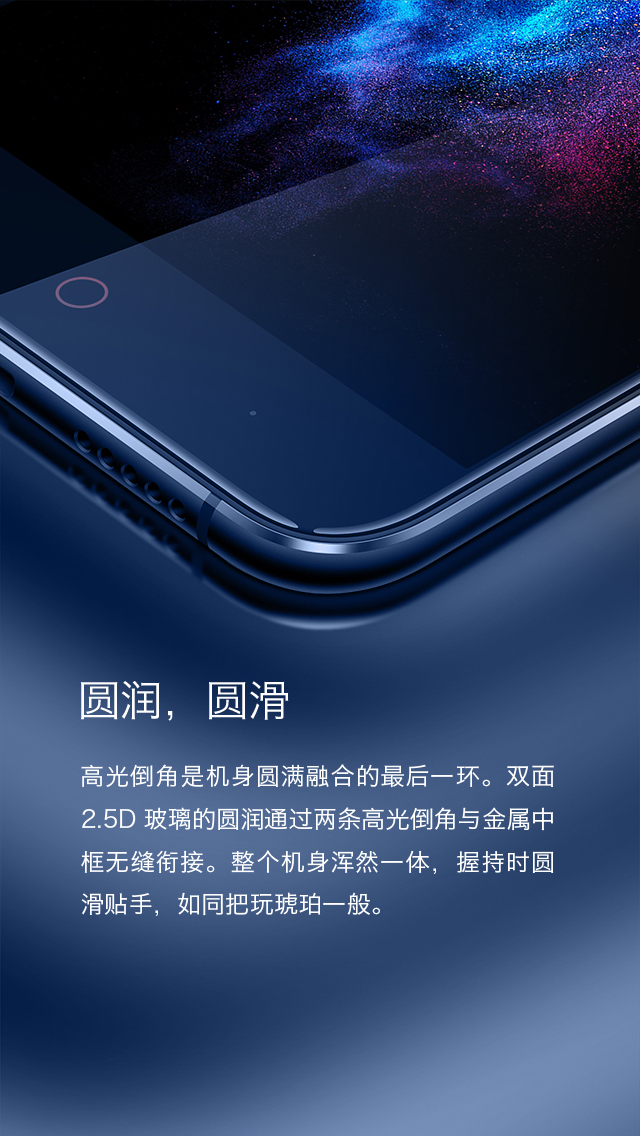 圆润，圆滑
高光倒角是机身圆满融合的最后一环。双面
2.5D 玻璃的圆润通过两条高光倒角与金属中
框无缝衔接。整个机身浑然一体，握持时圆
滑贴手，如同把玩琥珀一般。